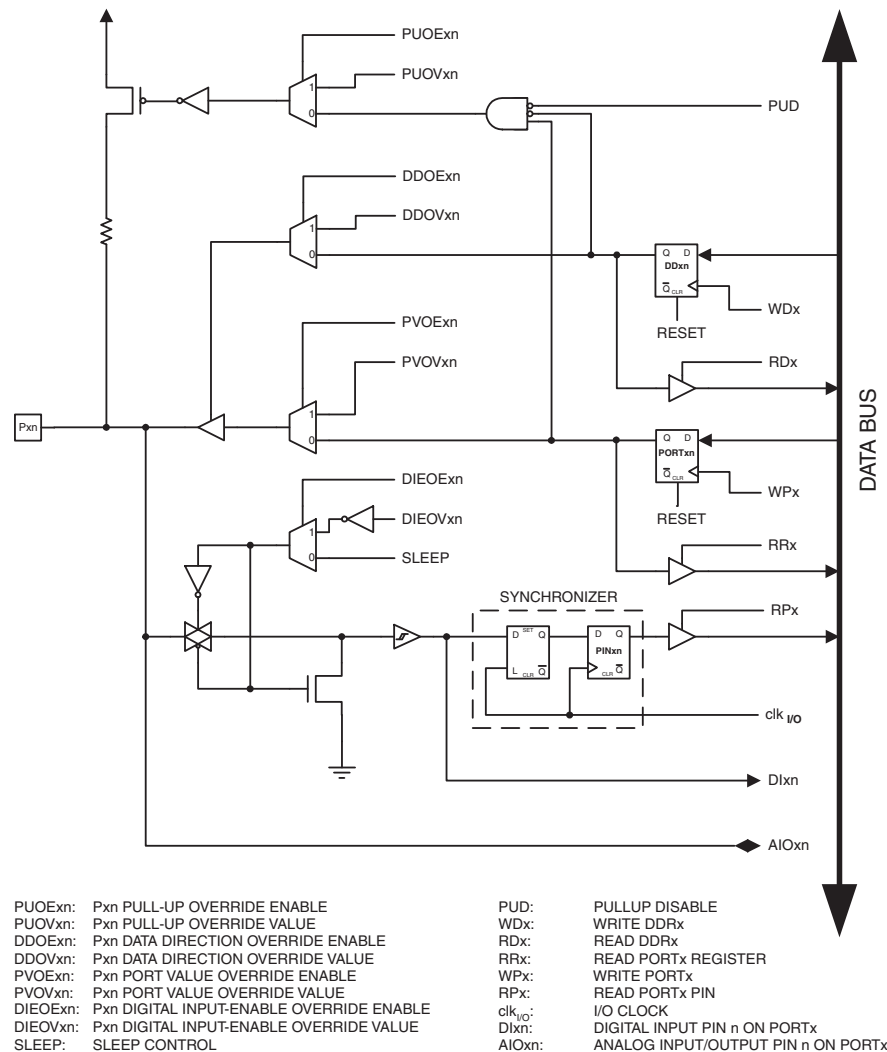 PUOExn
PUOVxn
1
0
PUD
DDOExn
DDOVxn
1
0
Q D
DDxn
Q CLR
WDx
RESET
RDx
PVOExn
PVOVxn
1
0
Pxn
Q D
PORTxn
Q CLR
WPx
RESET
RRx
DIEOExn
DIEOVxn
1
0
SLEEP
SYNCHRONIZER
D SET Q
L CLR Q
D Q
PINxn
CLR Q
RPx
clk I/O
DIxn
AIOxn
DATA BUS
PUOExn: Pxn PULL-UP OVERRIDE ENABLE
PUOVxn: Pxn PULL-UP OVERRIDE VALUE
DDOExn: Pxn DATA DIRECTION OVERRIDE ENABLE
DDOVxn: Pxn DATA DIRECTION OVERRIDE VALUE
PVOExn: Pxn PORT VALUE OVERRIDE ENABLE
PVOVxn: Pxn PORT VALUE OVERRIDE VALUE
DIEOExn: Pxn DIGITAL INPUT-ENABLE OVERRIDE ENABLE
DIEOVxn: Pxn DIGITAL INPUT-ENABLE OVERRIDE VALUE
SLEEP: SLEEP CONTROL
PUD: PULLUP DISABLE
WDx: WRITE DDRx
RDx: READ DDRx
RRx: READ PORTx REGISTER
WPx: WRITE PORTx
RPx: READ PORTx PIN
clk I/O: I/O CLOCK
DIxn: DIGITAL INPUT PIN n ON PORTx
AIOxn: ANALOG INPUT/OUTPUT PIN n ON PORTx